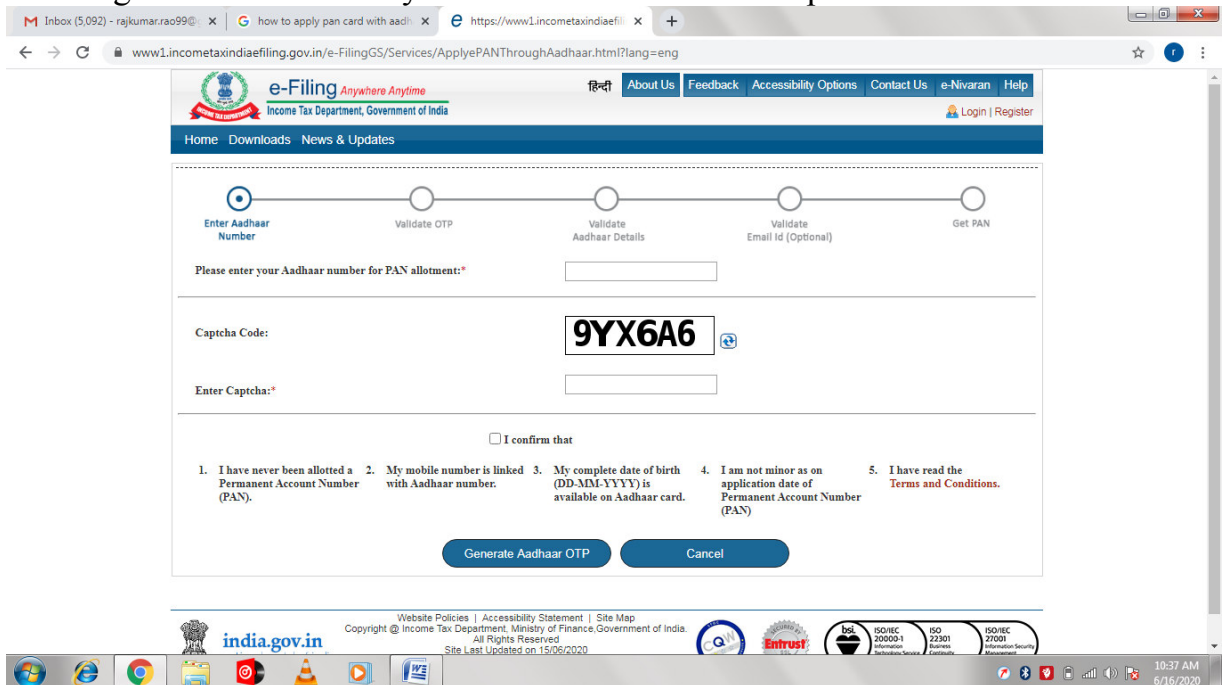 Inbox (5,092) - rajkumar.rao99@
how to apply pan card with aadh
https://www1.incometaxindiaefil
www1.incometaxindiaefiling.gov.in/e-FilingGS/Services/ApplyePANThroughAadhaar.html?lang=eng
r
e-Filing Anywhere Anytime
Income Tax Department, Government of India
हिन्दी About Us Feedback Accessibility Options Contact Us e-Nivaran Help
Login | Register
Home Downloads News & Updates
Enter Aadhaar Number
Validate OTP
Validate Aadhaar Details
Validate Email Id (Optional)
Get PAN
Please enter your Aadhaar number for PAN allotment:*
Captcha Code:
9YX6A6
Enter Captcha:*
I confirm that
1. I have never been allotted a Permanent Account Number (PAN).
2. My mobile number is linked with Aadhaar number.
3. My complete date of birth (DD-MM-YYYY) is available on Aadhaar card.
4. I am not minor as on application date of Permanent Account Number (PAN)
5. I have read the Terms and Conditions.
Generate Aadhaar OTP
Cancel
india.gov.in
Website Policies | Accessibility Statement | Site Map
Copyright @ Income Tax Department, Ministry of Finance,Government of India.
All Rights Reserved
Site Last Updated on 15/06/2020
CQW
Entrust
bsi.
ISO/IEC 20000-1
ISO 22301
ISO/IEC 27001
10:37 AM
6/16/2020